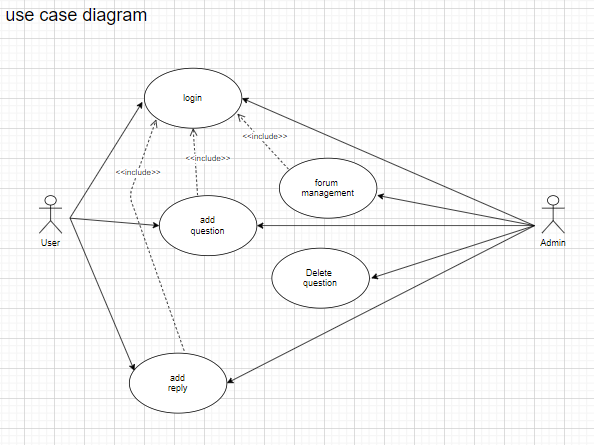 use case diagram
login
<<include>>
<<include>>
<<include>>
forum
management
add
question
User
Admin
Delete
question
add
reply